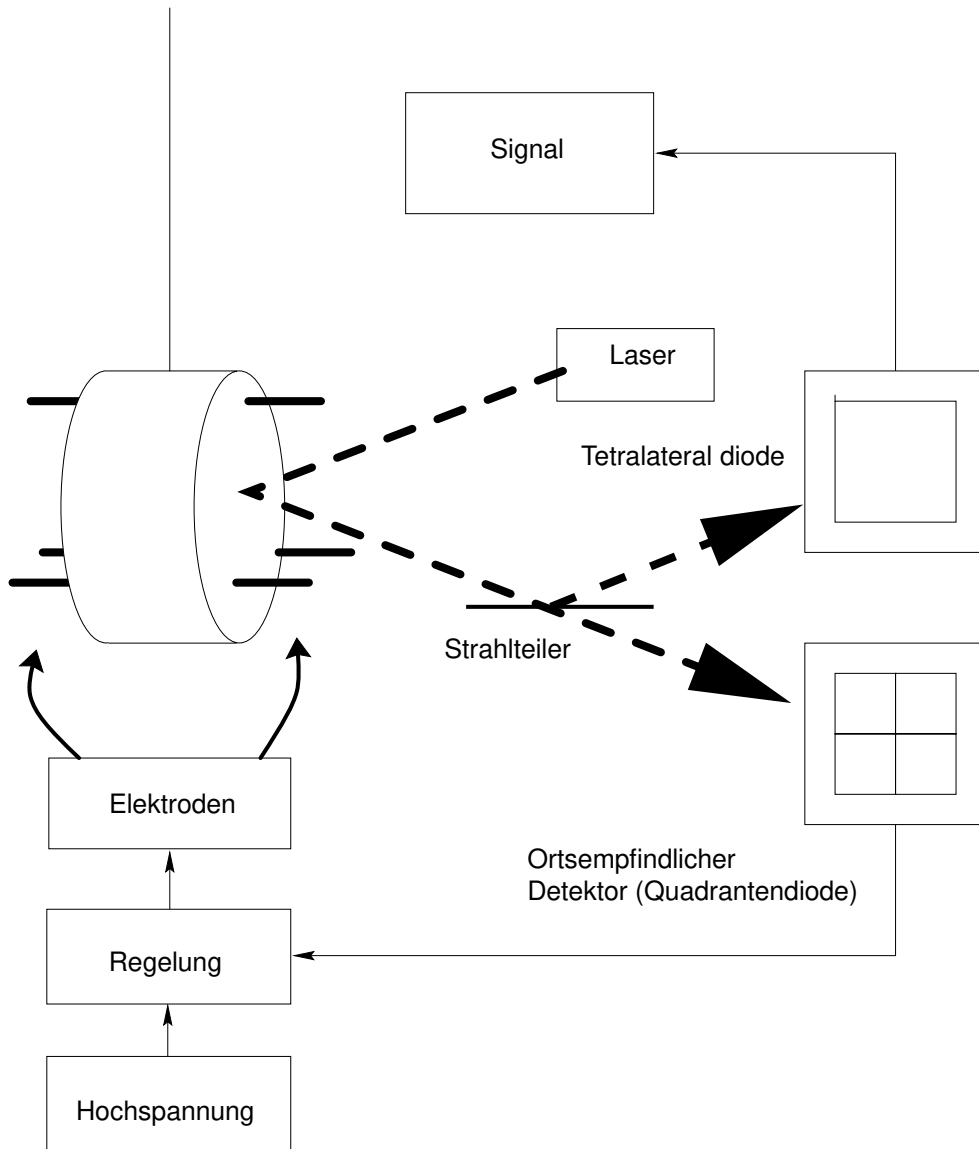 Signal
Laser
Tetralateral diode
Strahlteiler
Elektroden
Ortsempfindlicher
Detektor (Quadrantendiode)
Regelung
Hochspannung